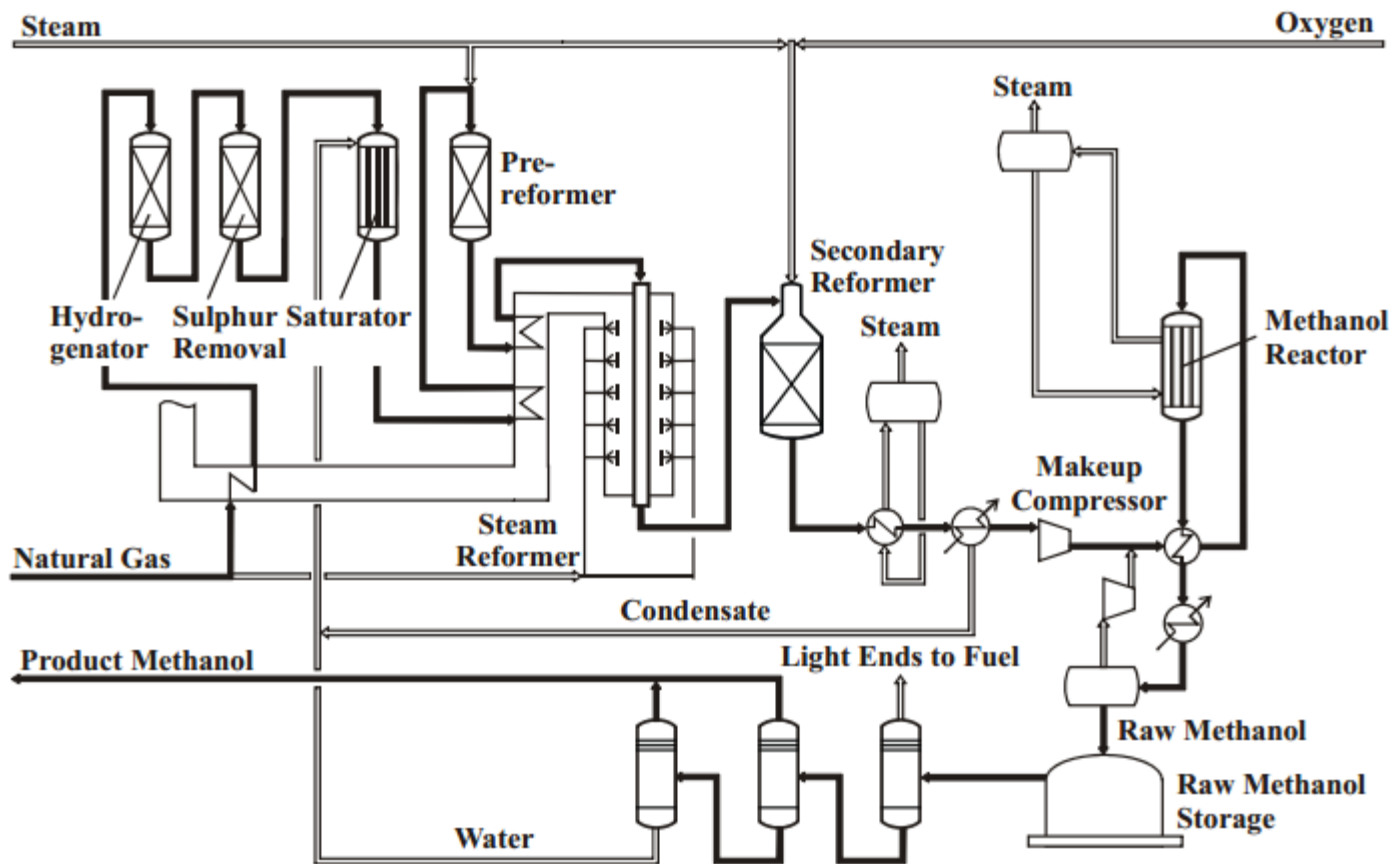 Steam
Oxygen
Steam
Pre-
reformer
Secondary
Reformer
Hydro-
genator
Sulphur
Removal
Saturator
Steam
Methanol
Reactor
Makeup
Compressor
Steam
Reformer
Natural Gas
Condensate
Product Methanol
Light Ends to Fuel
Raw Methanol
Raw Methanol
Storage
Water